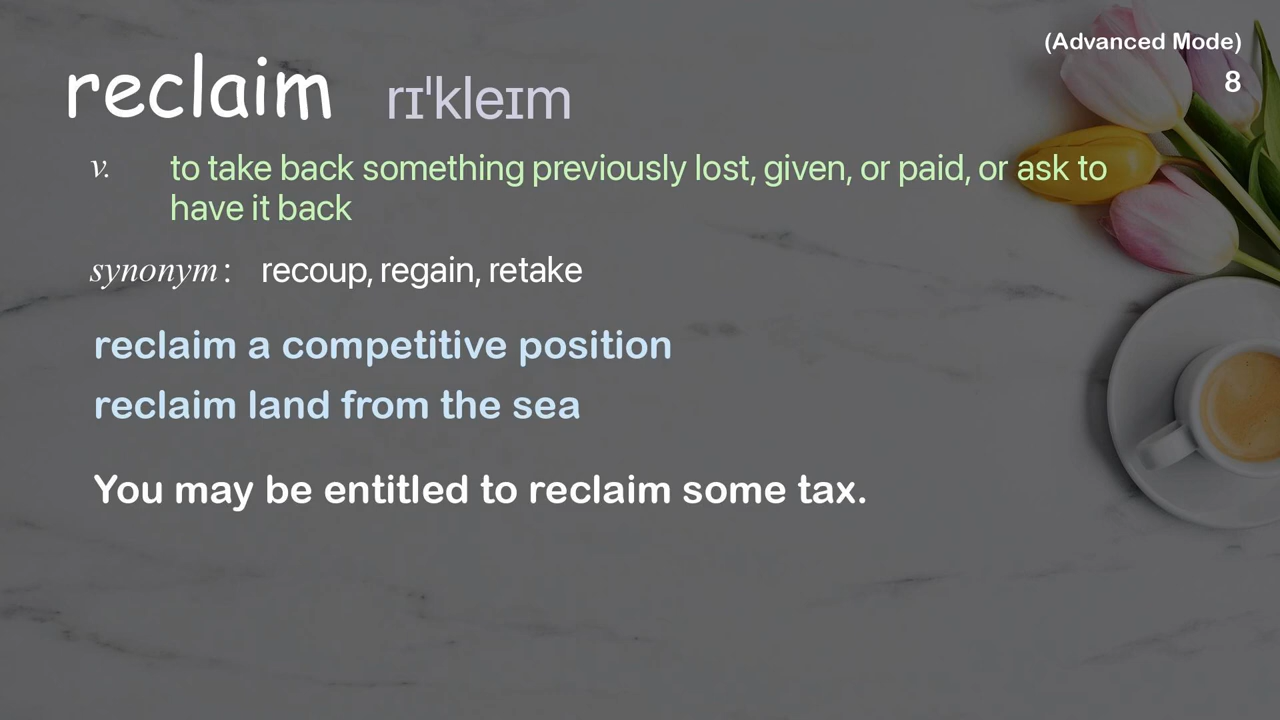 (Advanced Mode)
8
reclaim rɪˈkleɪm
v. to take back something previously lost, given, or paid, or ask to
have it back
synonym: recoup, regain, retake
reclaim a competitive position
reclaim land from the sea
You may be entitled to reclaim some tax.